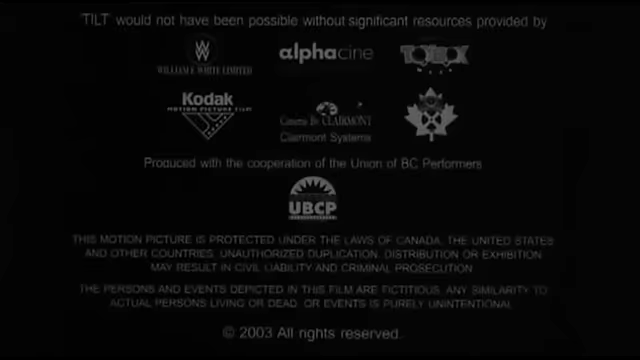 'TILT' would not have been possible without significant resources provided by
WILLIAM F. WHITE LIMITED
alphacine
TOYBOX
WEST
Kodak
MOTION PICTURE FILM
Camera By CLAIRMONT
Clairmont Systems
Produced with the cooperation of the Union of BC Performers
UBCP
THIS MOTION PICTURE IS PROTECTED UNDER THE LAWS OF CANADA, THE UNITED STATES
AND OTHER COUNTRIES. UNAUTHORIZED DUPLICATION, DISTRIBUTION OR EXHIBITION
MAY RESULT IN CIVIL LIABILITY AND CRIMINAL PROSECUTION
THE PERSONS AND EVENTS DEPICTED IN THIS FILM ARE FICTITIOUS. ANY SIMILARITY TO
ACTUAL PERSONS LIVING OR DEAD, OR EVENTS IS PURELY UNINTENTIONAL
© 2003 All rights reserved.